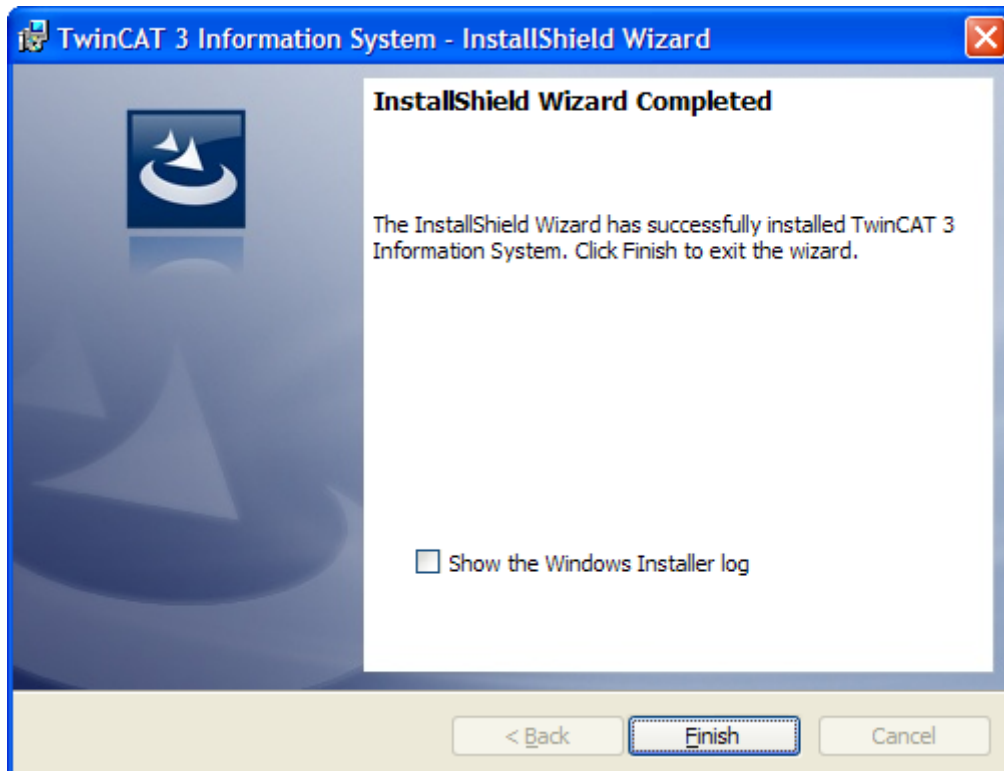 TwinCAT 3 Information System - InstallShield Wizard
InstallShield Wizard Completed
The InstallShield Wizard has successfully installed TwinCAT 3
Information System. Click Finish to exit the wizard.
Show the Windows Installer log
< Back
Finish
Cancel